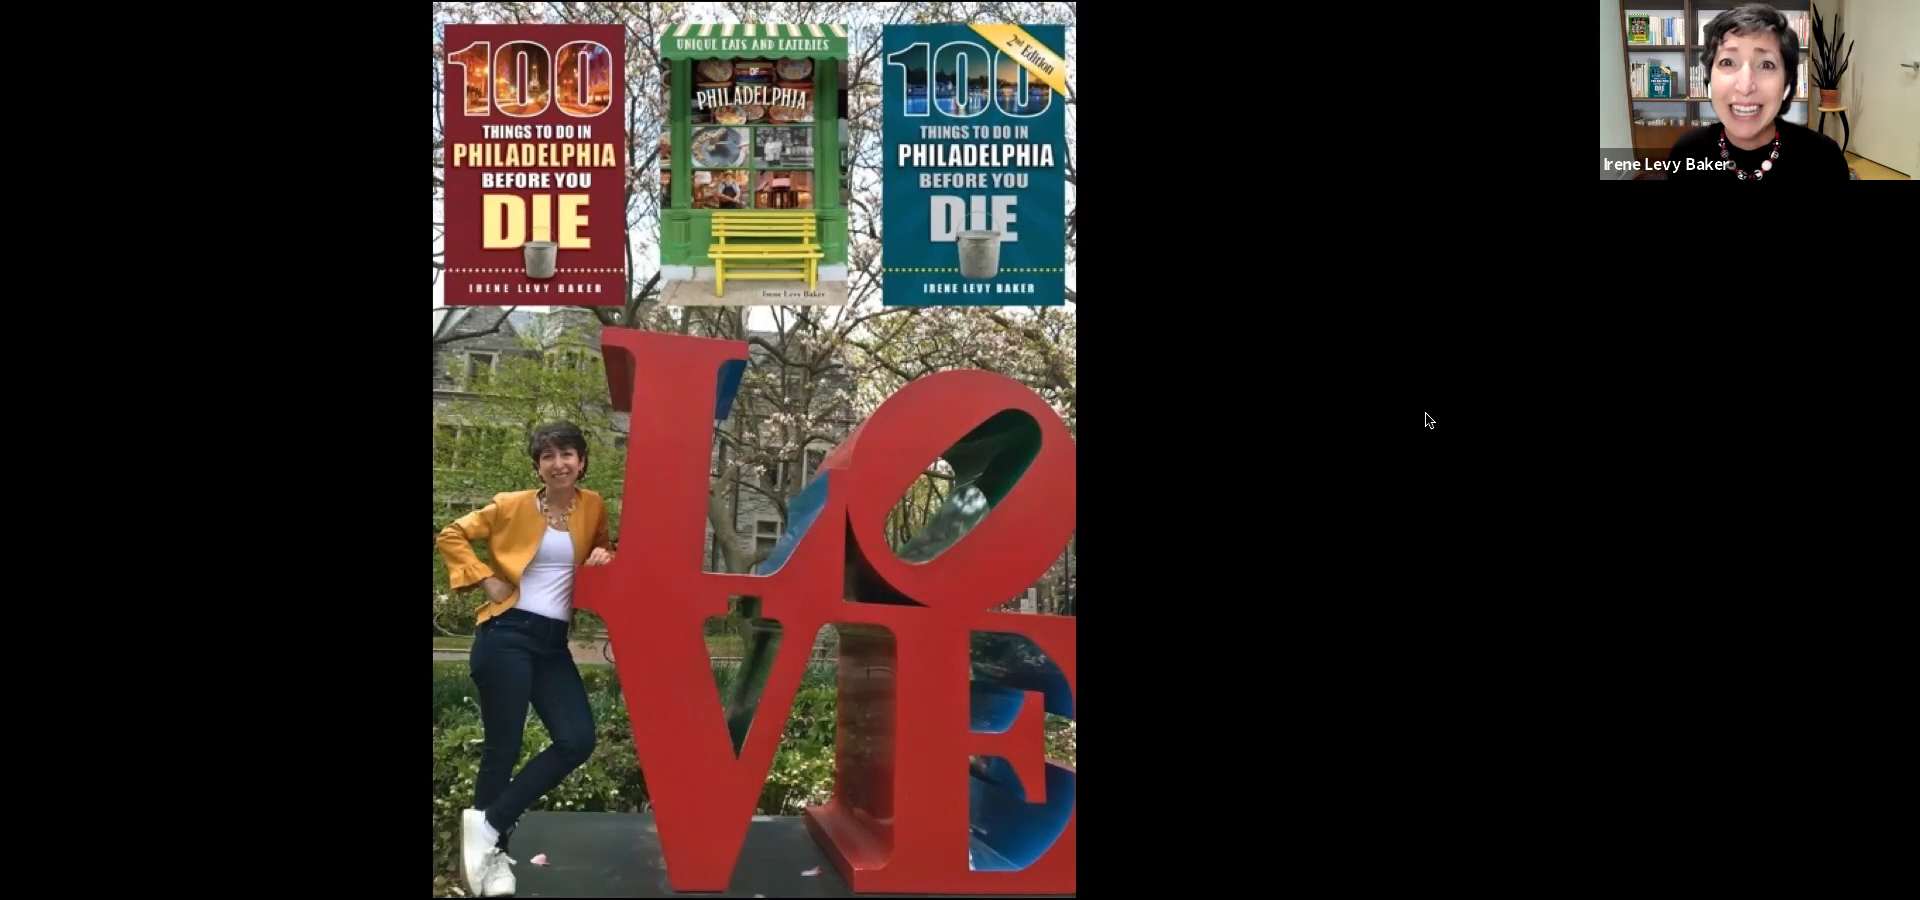 100
THINGS TO DO IN
PHILADELPHIA
BEFORE YOU
DIE
IRENE LEVY BAKER
UNIQUE EATS AND EATERIES
OF
PHILADELPHIA
Irene Levy Baker
2nd Edition
100
THINGS TO DO IN
PHILADELPHIA
BEFORE YOU
DIE
IRENE LEVY BAKER
LO
VE
Irene Levy Baker